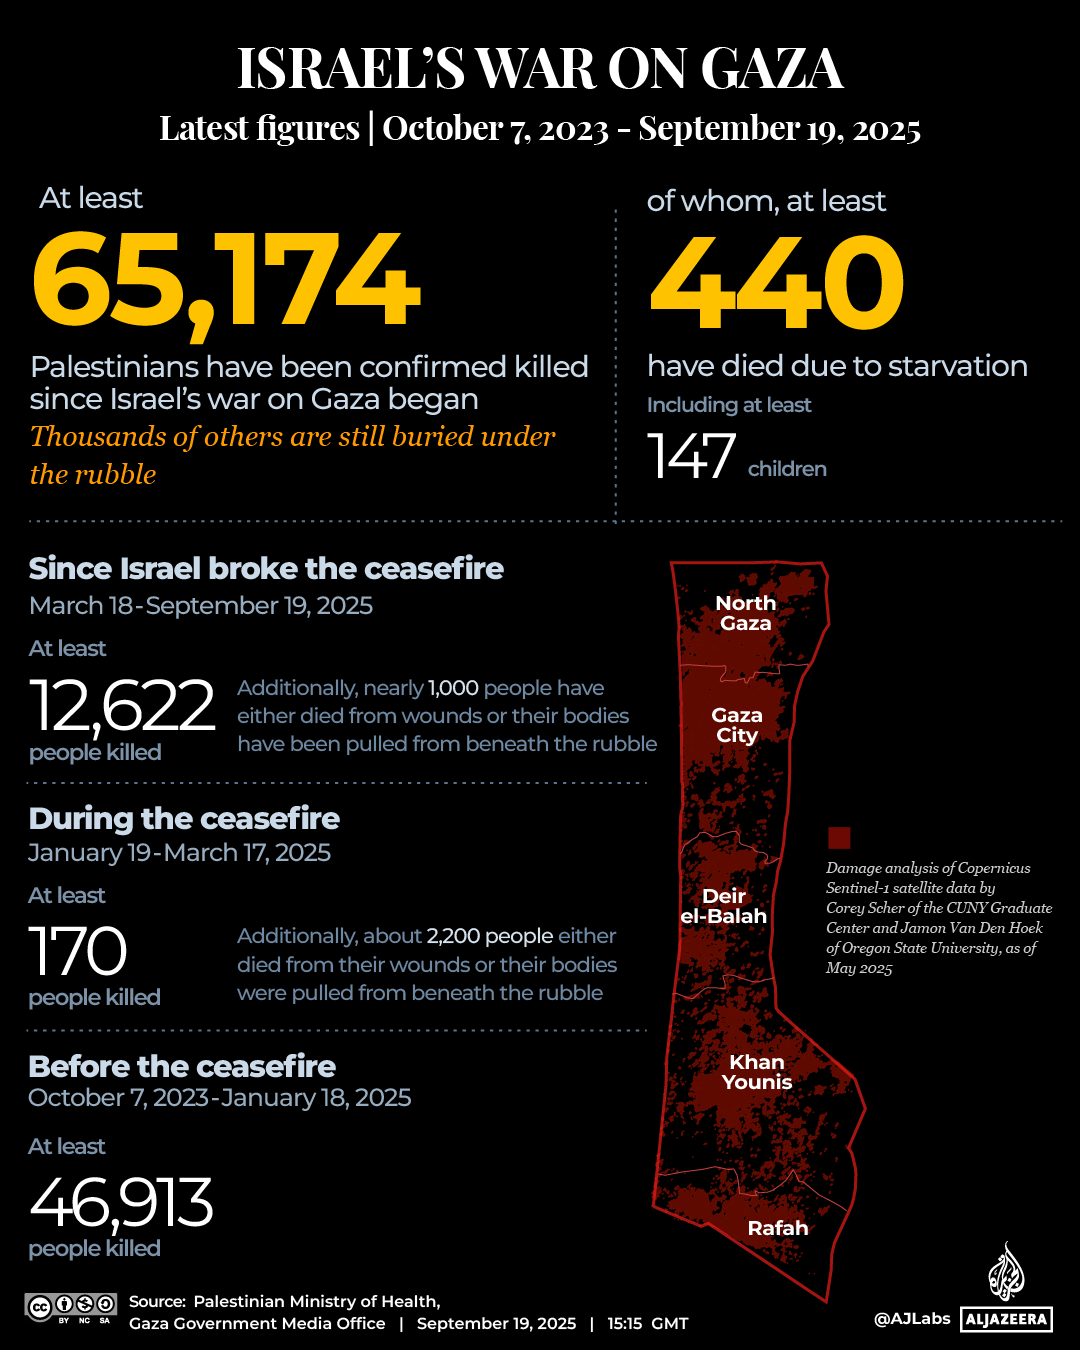 ISRAEL'S WAR ON GAZA
Latest figures | October 7, 2023 - September 19, 2025
At least
65,174
Palestinians have been confirmed killed
since Israel's war on Gaza began
Thousands of others are still buried under
the rubble
of whom, at least
440
have died due to starvation
Including at least
147 children
Since Israel broke the ceasefire
March 18 - September 19, 2025
At least
12,622
people killed
Additionally, nearly 1,000 people have
either died from wounds or their bodies
have been pulled from beneath the rubble
During the ceasefire
January 19 - March 17, 2025
At least
170
people killed
Additionally, about 2,200 people either
died from their wounds or their bodies
were pulled from beneath the rubble
Before the ceasefire
October 7, 2023 - January 18, 2025
At least
46,913
people killed
North
Gaza
Gaza
City
Deir
el-Balah
Khan
Younis
Rafah
Damage analysis of Copernicus
Sentinel-1 satellite data by
Corey Scher of the CUNY Graduate
Center and Jamon Van Den Hoek
of Oregon State University, as of
May 2025
CC BY NC SA
Source: Palestinian Ministry of Health,
Gaza Government Media Office | September 19, 2025 | 15:15 GMT
@AJLabs
ALJAZEERA